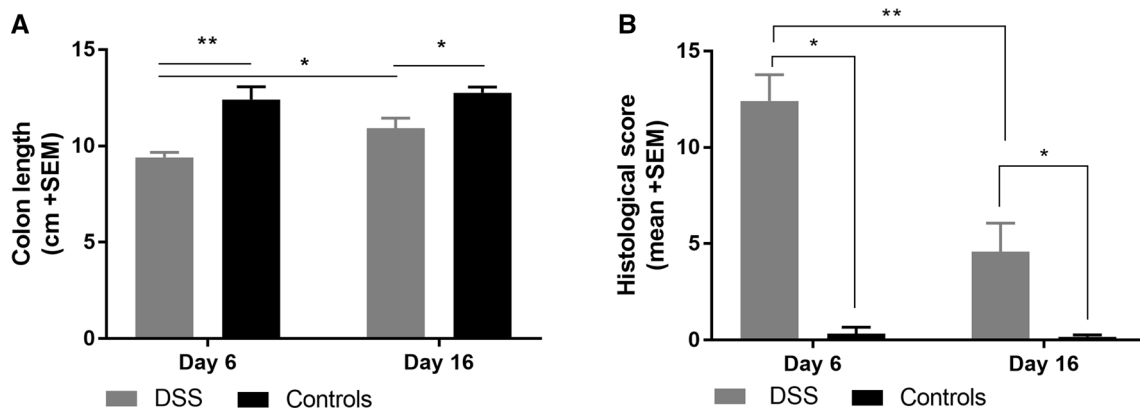 A
Colon length
(cm +SEM)
15
10
5
0
**
*
*
Day 6
Day 16
DSS
Controls
B
Histological score
(mean +SEM)
15
10
5
0
**
*
*
Day 6
Day 16
DSS
Controls